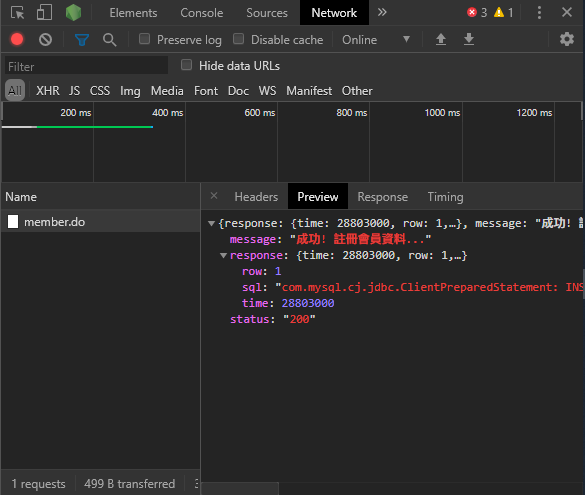 Elements Console Sources Network » 3 1
Preserve log Disable cache Online
Filter Hide data URLs
All XHR JS CSS Img Media Font Doc WS Manifest Other
200 ms 400 ms 600 ms 800 ms 1000 ms 1200 ms
Name
× Headers Preview Response Timing
member.do
{response: {time: 28803000, row: 1,…}, message: "成功! 註
message: "成功! 註冊會員資料..."
response: {time: 28803000, row: 1,…}
row: 1
sql: "com.mysql.cj.jdbc.ClientPreparedStatement: INS
time: 28803000
status: "200"
1 requests 499 B transferred